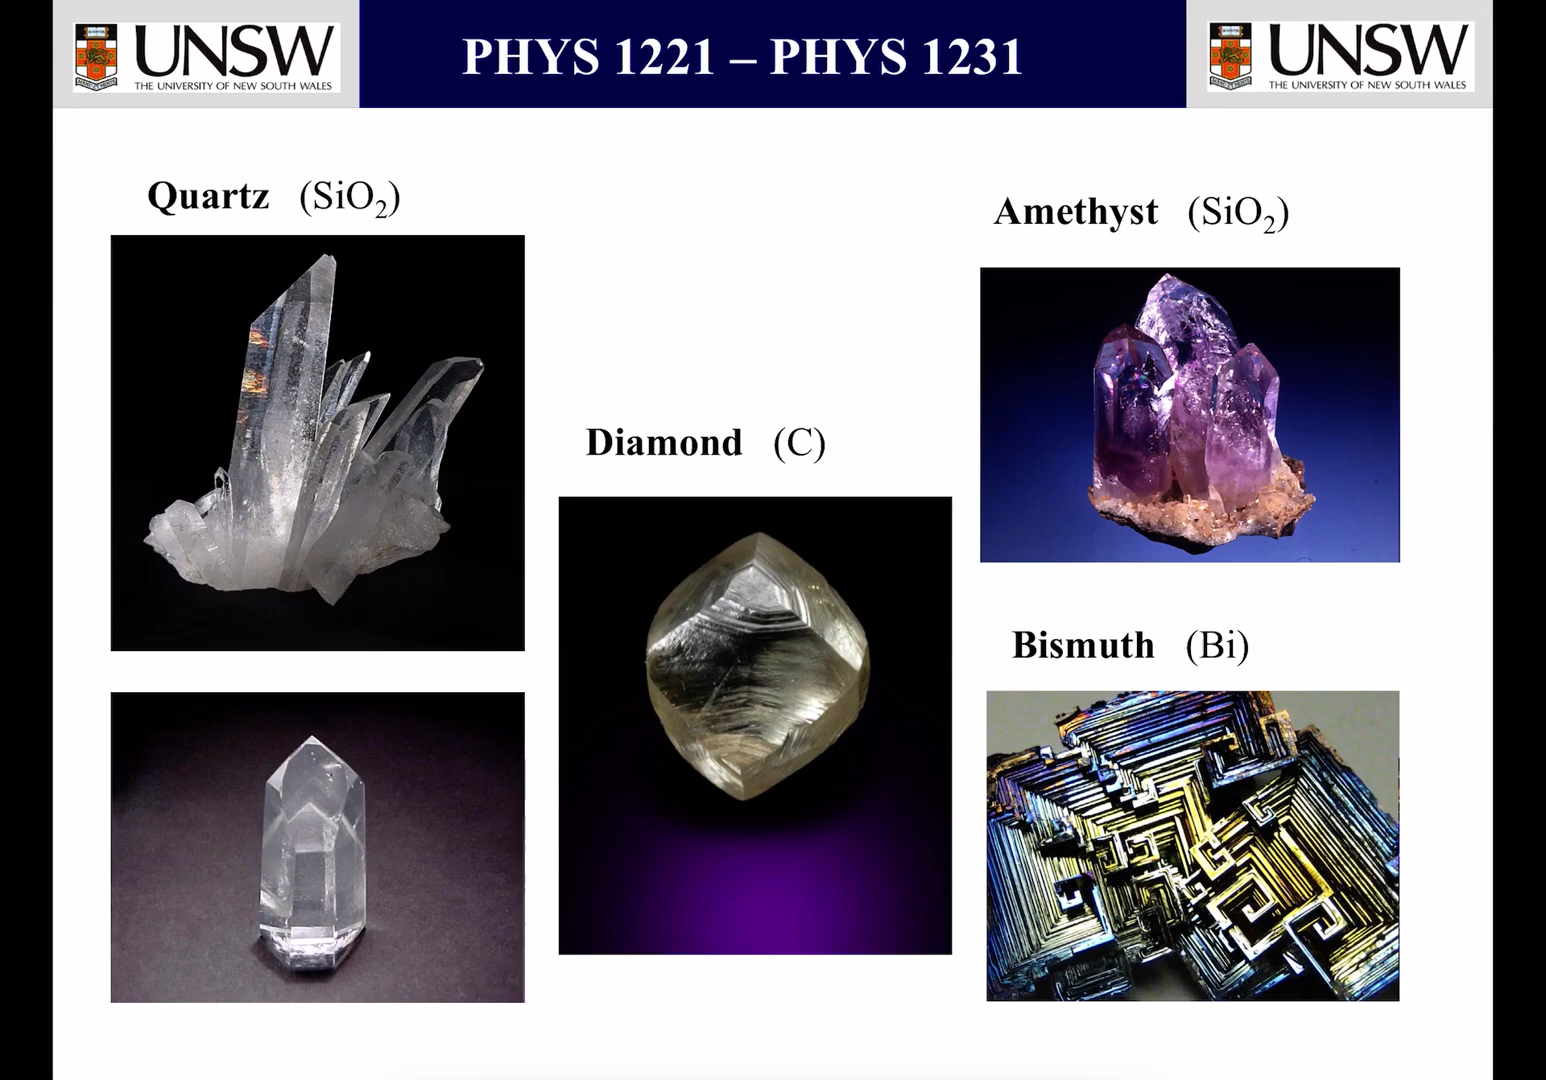 UNSW
THE UNIVERSITY OF NEW SOUTH WALES
PHYS 1221 – PHYS 1231
UNSW
THE UNIVERSITY OF NEW SOUTH WALES
Quartz (SiO₂)
Amethyst (SiO₂)
Diamond (C)
Bismuth (Bi)